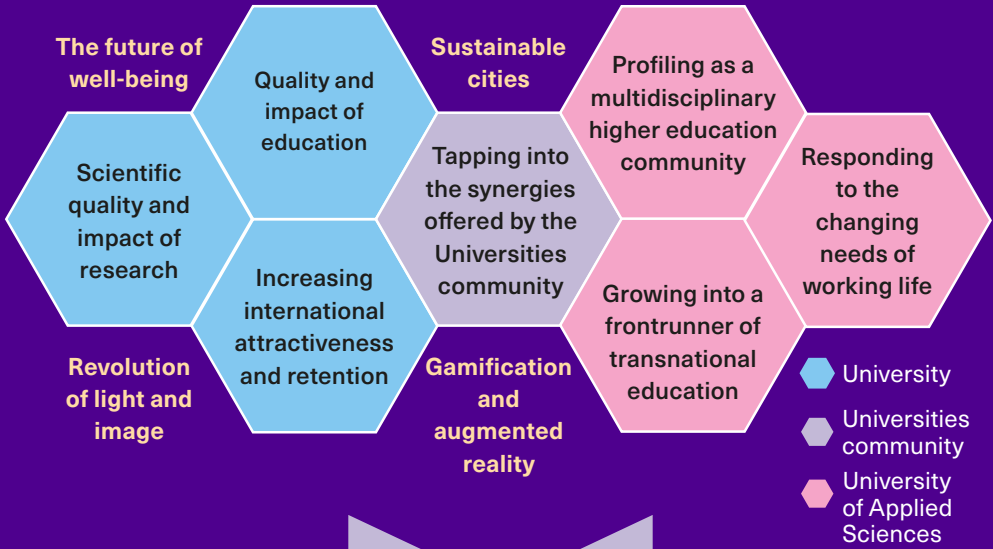 The future of
well-being
Quality and
impact of
education
Sustainable
cities
Profiling as a
multidisciplinary
higher education
community
Scientific
quality and
impact of
research
Tapping into
the synergies
offered by the
Universities
community
Responding
to the
changing
needs of
working life
Increasing
international
attractiveness
and retention
Growing into a
frontrunner of
transnational
education
Revolution
of light and
image
Gamification
and
augmented
reality
University
Universities
community
University
of Applied
Sciences